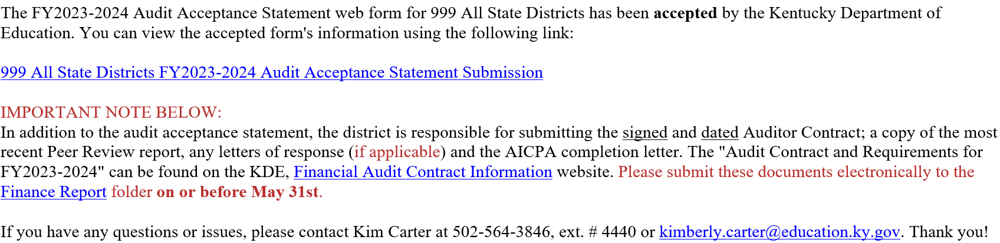 The FY2023-2024 Audit Acceptance Statement web form for 999 All State Districts has been accepted by the Kentucky Department of
Education. You can view the accepted form's information using the following link:
999 All State Districts FY2023-2024 Audit Acceptance Statement Submission
IMPORTANT NOTE BELOW:
In addition to the audit acceptance statement, the district is responsible for submitting the signed and dated Auditor Contract; a copy of the most
recent Peer Review report, any letters of response (if applicable) and the AICPA completion letter. The "Audit Contract and Requirements for
FY2023-2024" can be found on the KDE, Financial Audit Contract Information website. Please submit these documents electronically to the
Finance Report folder on or before May 31st.
If you have any questions or issues, please contact Kim Carter at 502-564-3846, ext. # 4440 or kimberly.carter@education.ky.gov. Thank you!